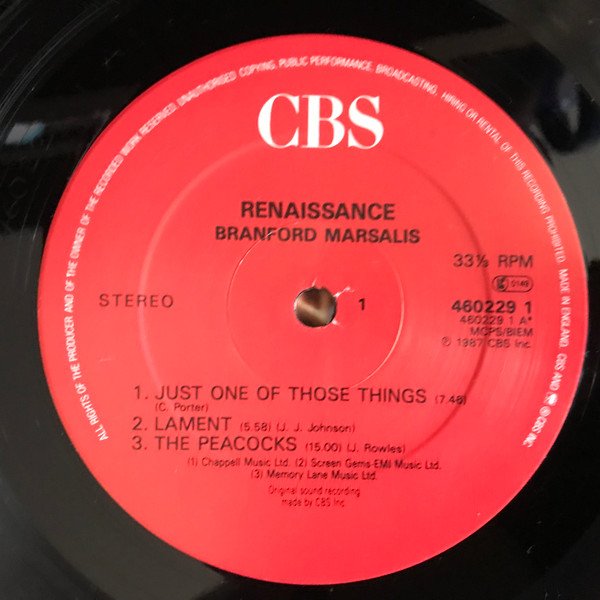 ALL RIGHTS OF THE PRODUCER AND OF THE OWNER OF THE RECORDED WORK RESERVED. UNAUTHORISED COPYING, PUBLIC PERFORMANCE, BROADCASTING, HIRING OR RENTAL OF THIS RECORDING PROHIBITED. MADE IN ENGLAND. CBS AND ℗ CBS INC
CBS
RENAISSANCE
BRANFORD MARSALIS
33⅓ RPM
STEREO
1
460229 1
460229 1 A*
MCPS/BIEM
℗ 1987 CBS Inc
1. JUST ONE OF THOSE THINGS (7.46)
(C. Porter)
2. LAMENT (5.58) (J. J. Johnson)
3. THE PEACOCKS (15.00) (J. Rowles)
(1) Chappell Music Ltd. (2) Screen Gems-EMI Music Ltd.
(3) Memory Lane Music Ltd.
Original sound recording
made by CBS Inc